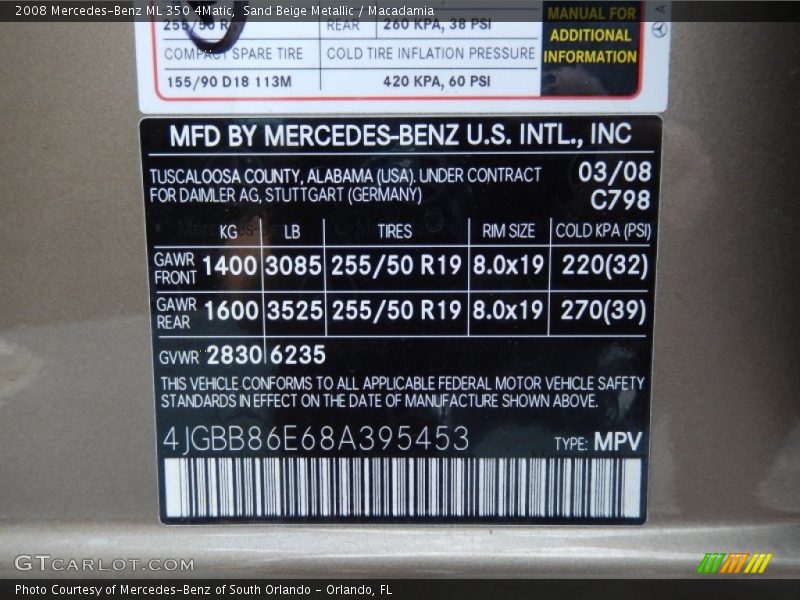 2008 Mercedes-Benz ML 350 4Matic, Sand Beige Metallic / Macadamia
255/50 REAR 260 KPA, 38 PSI
COMPACT SPARE TIRE COLD TIRE INFLATION PRESSURE
155/90 D18 113M 420 KPA, 60 PSI
MANUAL FOR
ADDITIONAL
INFORMATION
MFD BY MERCEDES-BENZ U.S. INTL., INC
TUSCALOOSA COUNTY, ALABAMA (USA). UNDER CONTRACT
FOR DAIMLER AG, STUTTGART (GERMANY)
03/08
C798
KG LB TIRES RIM SIZE COLD KPA (PSI)
GAWR FRONT 1400 3085 255/50 R19 8.0x19 220(32)
GAWR REAR 1600 3525 255/50 R19 8.0x19 270(39)
GVWR 2830 6235
THIS VEHICLE CONFORMS TO ALL APPLICABLE FEDERAL MOTOR VEHICLE SAFETY
STANDARDS IN EFFECT ON THE DATE OF MANUFACTURE SHOWN ABOVE.
4JGBB86E68A395453 TYPE: MPV
GTCARLOT.COM
Photo Courtesy of Mercedes-Benz of South Orlando - Orlando, FL